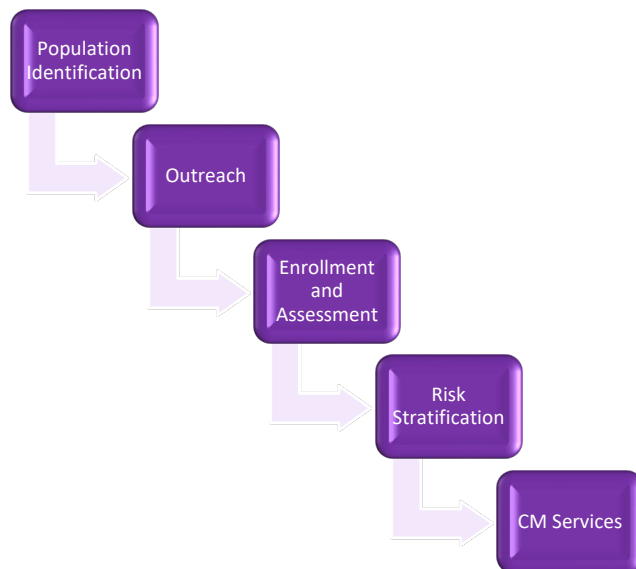 Population
Identification
Outreach
Enrollment
and
Assessment
Risk
Stratification
CM Services